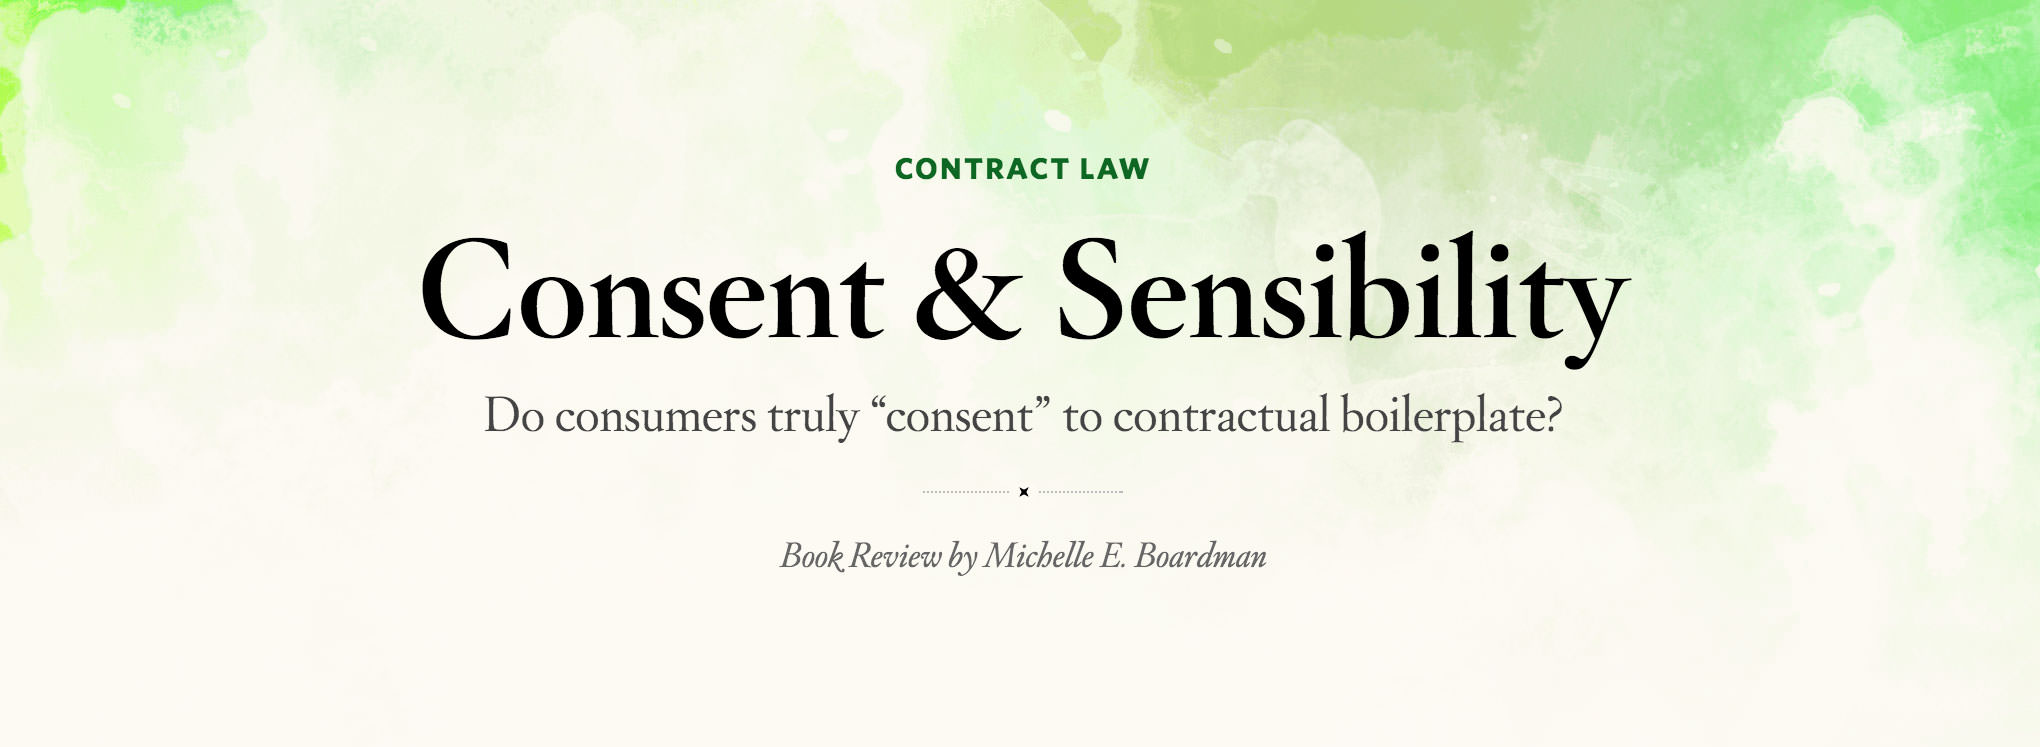 CONTRACT LAW
Consent & Sensibility
Do consumers truly “consent” to contractual boilerplate?
Book Review by Michelle E. Boardman